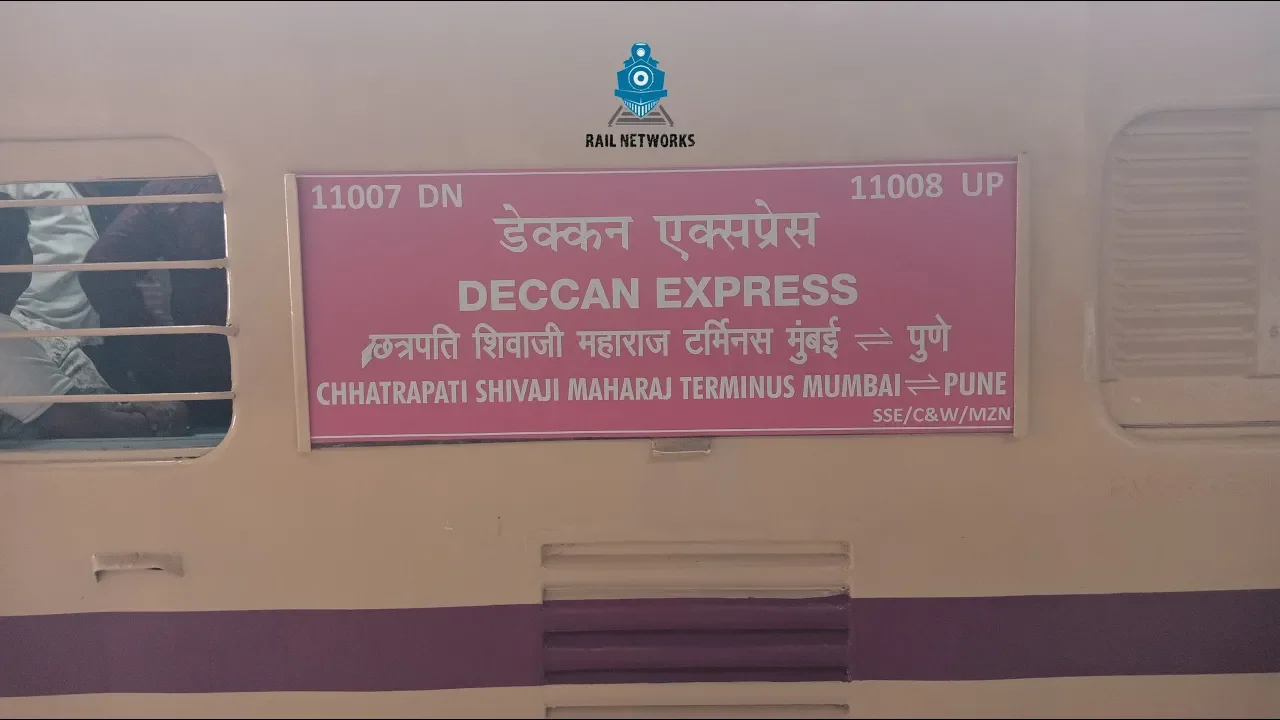 RAIL NETWORKS
11007 DN 11008 UP
डेक्कन एक्सप्रेस
DECCAN EXPRESS
छत्रपति शिवाजी महाराज टर्मिनस मुंबई ⇌ पुणे
CHHATRAPATI SHIVAJI MAHARAJ TERMINUS MUMBAI ⇌ PUNE
SSE/C&W/MZN